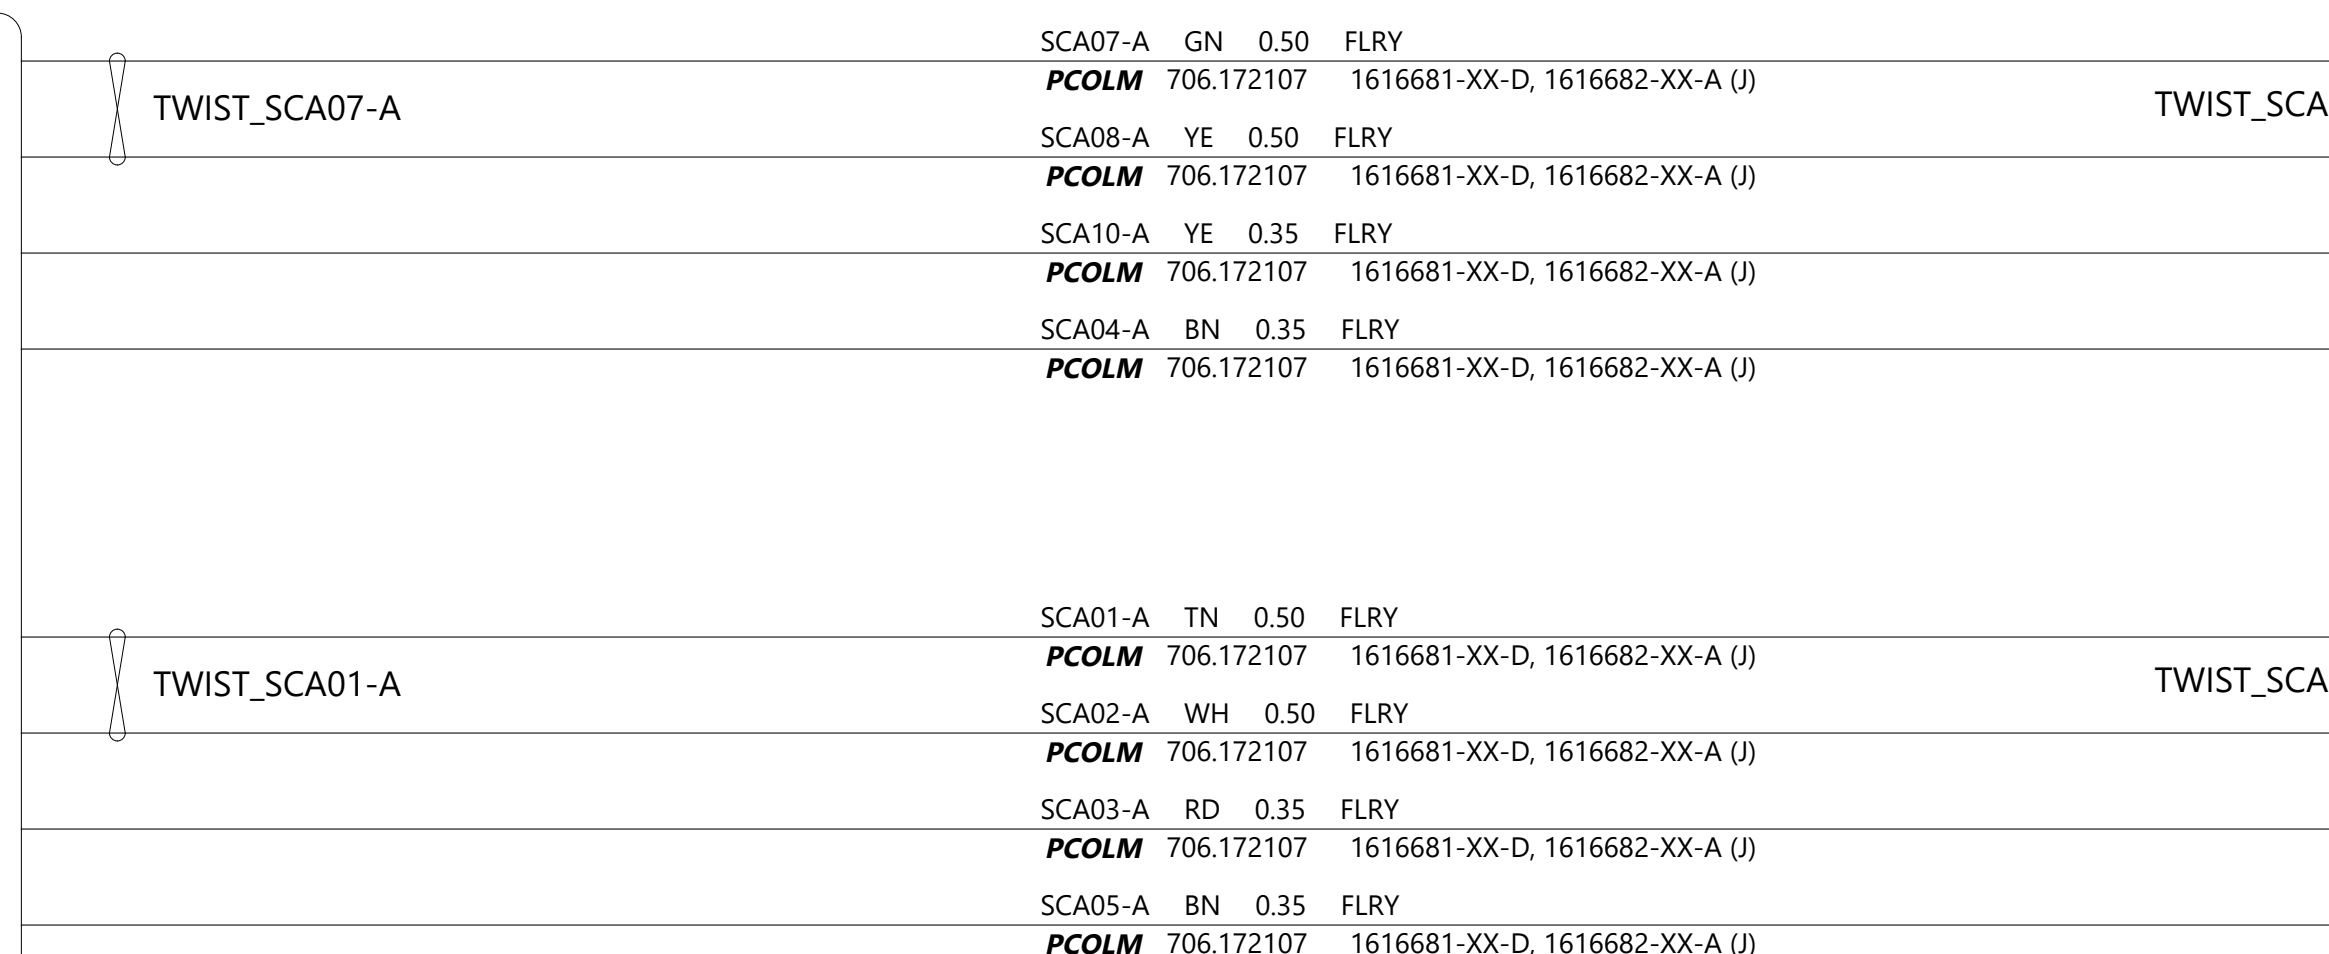 SCA07-A GN 0.50 FLRY
PCOLM 706.172107 1616681-XX-D, 1616682-XX-A (J)
TWIST_SCA07-A
TWIST_SCA
SCA08-A YE 0.50 FLRY
PCOLM 706.172107 1616681-XX-D, 1616682-XX-A (J)
SCA10-A YE 0.35 FLRY
PCOLM 706.172107 1616681-XX-D, 1616682-XX-A (J)
SCA04-A BN 0.35 FLRY
PCOLM 706.172107 1616681-XX-D, 1616682-XX-A (J)
SCA01-A TN 0.50 FLRY
PCOLM 706.172107 1616681-XX-D, 1616682-XX-A (J)
TWIST_SCA01-A
TWIST_SCA
SCA02-A WH 0.50 FLRY
PCOLM 706.172107 1616681-XX-D, 1616682-XX-A (J)
SCA03-A RD 0.35 FLRY
PCOLM 706.172107 1616681-XX-D, 1616682-XX-A (J)
SCA05-A BN 0.35 FLRY
PCOLM 706.172107 1616681-XX-D, 1616682-XX-A (J)